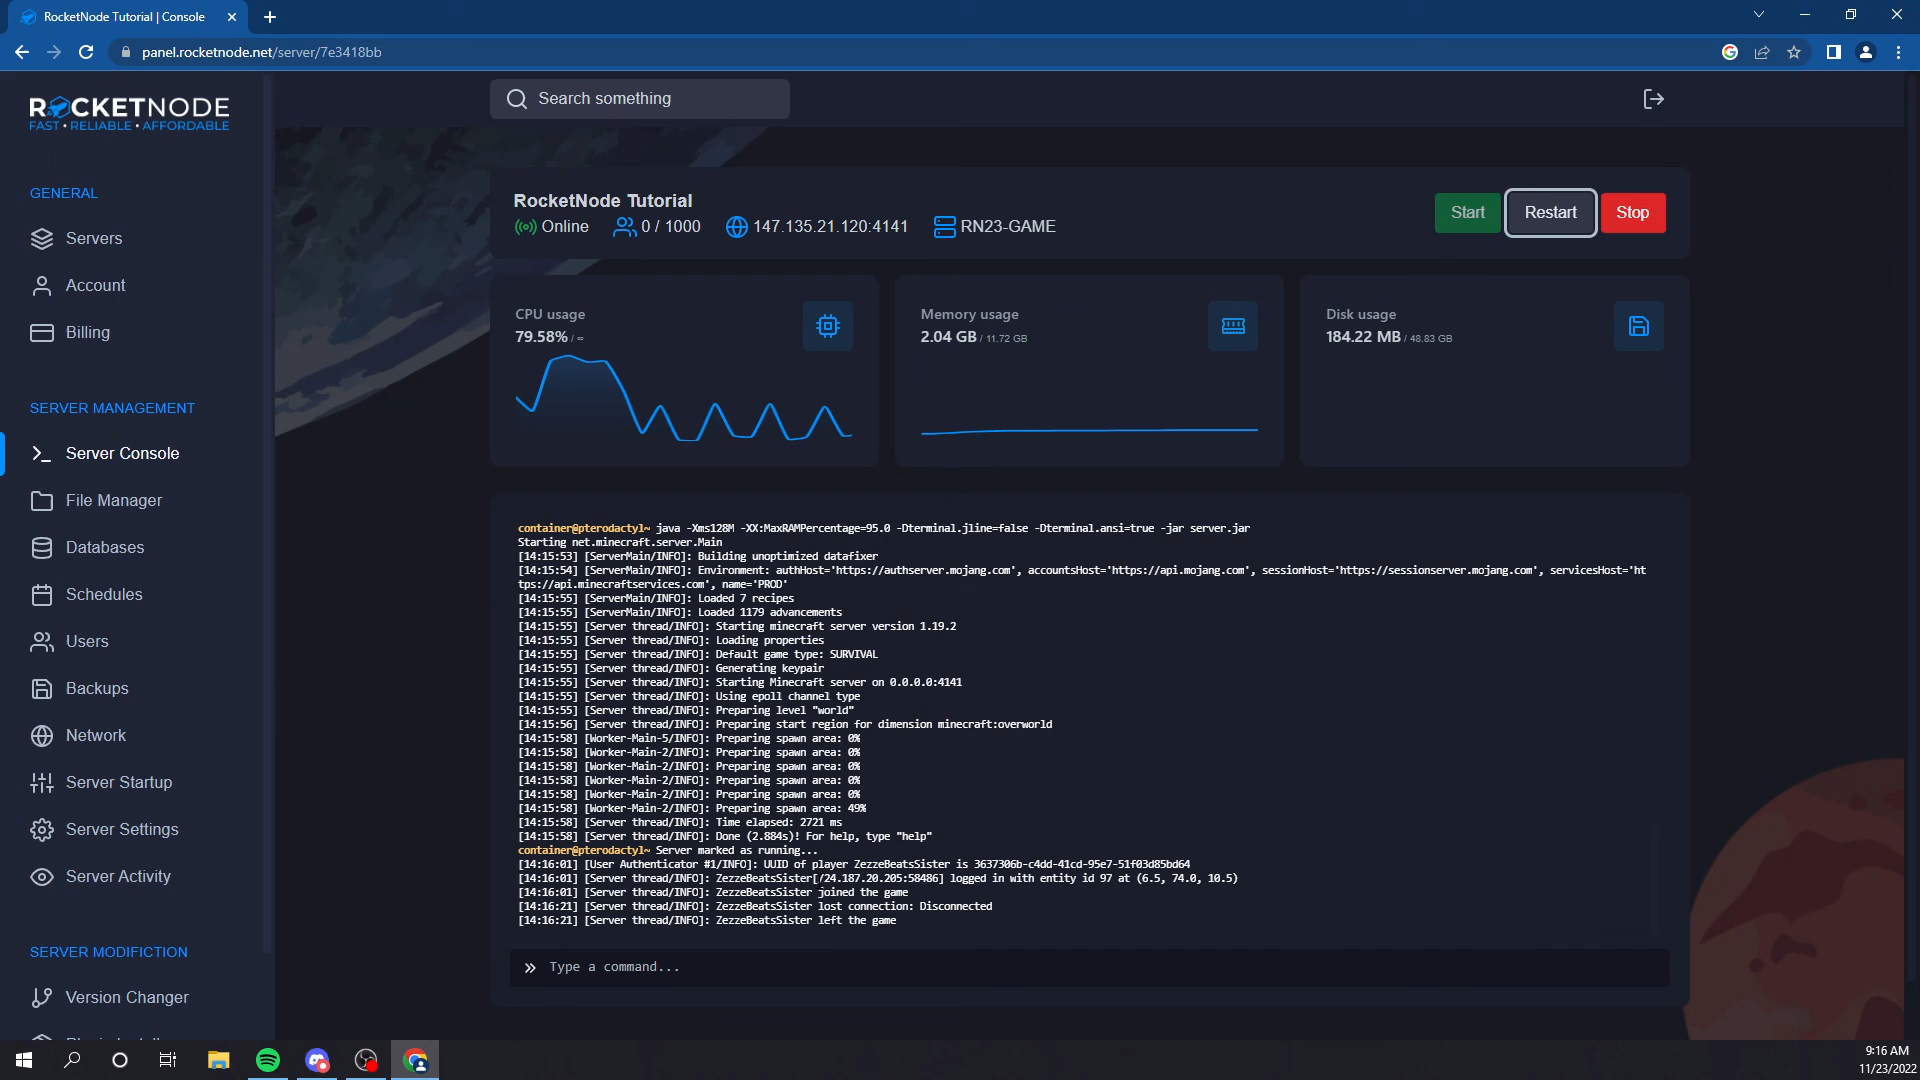 RocketNode Tutorial | Console
panel.rocketnode.net/server/7e3418bb
ROCKETNODE
FAST • RELIABLE • AFFORDABLE
Search something
GENERAL
Servers
Account
Billing
SERVER MANAGEMENT
Server Console
File Manager
Databases
Schedules
Users
Backups
Network
Server Startup
Server Settings
Server Activity
SERVER MODIFICTION
Version Changer
RocketNode Tutorial
Online 0 / 1000 147.135.21.120:4141 RN23-GAME
Start Restart Stop
CPU usage
79.58% / ∞
Memory usage
2.04 GB / 11.72 GB
Disk usage
184.22 MB / 48.83 GB
container@pterodactyl~ java -Xms128M -XX:MaxRAMPercentage=95.0 -Dterminal.jline=false -Dterminal.ansi=true -jar server.jar
Starting net.minecraft.server.Main
[14:15:53] [ServerMain/INFO]: Building unoptimized datafixer
[14:15:54] [ServerMain/INFO]: Environment: authHost='https://authserver.mojang.com', accountsHost='https://api.mojang.com', sessionHost='https://sessionserver.mojang.com', servicesHost='ht
tps://api.minecraftservices.com', name='PROD'
[14:15:55] [ServerMain/INFO]: Loaded 7 recipes
[14:15:55] [ServerMain/INFO]: Loaded 1179 advancements
[14:15:55] [Server thread/INFO]: Starting minecraft server version 1.19.2
[14:15:55] [Server thread/INFO]: Loading properties
[14:15:55] [Server thread/INFO]: Default game type: SURVIVAL
[14:15:55] [Server thread/INFO]: Generating keypair
[14:15:55] [Server thread/INFO]: Starting Minecraft server on 0.0.0.0:4141
[14:15:55] [Server thread/INFO]: Using epoll channel type
[14:15:55] [Server thread/INFO]: Preparing level "world"
[14:15:56] [Server thread/INFO]: Preparing start region for dimension minecraft:overworld
[14:15:58] [Worker-Main-5/INFO]: Preparing spawn area: 0%
[14:15:58] [Worker-Main-2/INFO]: Preparing spawn area: 0%
[14:15:58] [Worker-Main-2/INFO]: Preparing spawn area: 0%
[14:15:58] [Worker-Main-2/INFO]: Preparing spawn area: 0%
[14:15:58] [Worker-Main-2/INFO]: Preparing spawn area: 0%
[14:15:58] [Worker-Main-2/INFO]: Preparing spawn area: 49%
[14:15:58] [Server thread/INFO]: Time elapsed: 2721 ms
[14:15:58] [Server thread/INFO]: Done (2.884s)! For help, type "help"
container@pterodactyl~ Server marked as running...
[14:16:01] [User Authenticator #1/INFO]: UUID of player ZezzeBeatsSister is 3637306b-c4dd-41cd-95e7-51f03d85bd64
[14:16:01] [Server thread/INFO]: ZezzeBeatsSister[/24.187.20.205:58486] logged in with entity id 97 at (6.5, 74.0, 10.5)
[14:16:01] [Server thread/INFO]: ZezzeBeatsSister joined the game
[14:16:21] [Server thread/INFO]: ZezzeBeatsSister lost connection: Disconnected
[14:16:21] [Server thread/INFO]: ZezzeBeatsSister left the game
Type a command...
9:16 AM
11/23/2022